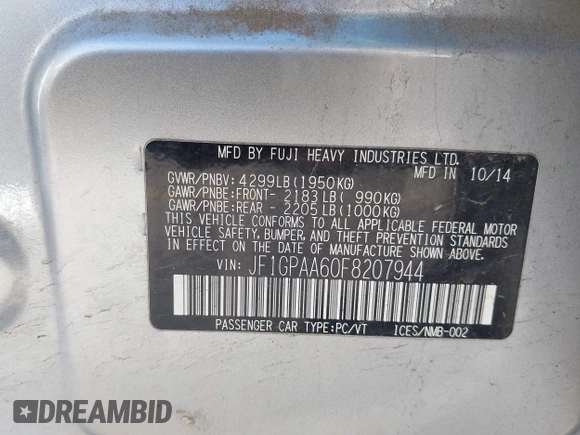 MFD BY FUJI HEAVY INDUSTRIES LTD.
MFD IN 10/14
GVWR/PNBV: 4299LB(1950KG)
GAWR/PNBE:FRONT- 2183LB( 990KG)
GAWR/PNBE:REAR - 2205LB(1000KG)
THIS VEHICLE CONFORMS TO ALL APPLICABLE FEDERAL MOTOR
VEHICLE SAFETY, BUMPER, AND THEFT PREVENTION STANDARDS
IN EFFECT ON THE DATE OF MANUFACTURE SHOWN ABOVE.
VIN: JF1GPAA60F8207944
PASSENGER CAR TYPE:PC/VT ICES/NMB-002
DREAMBID